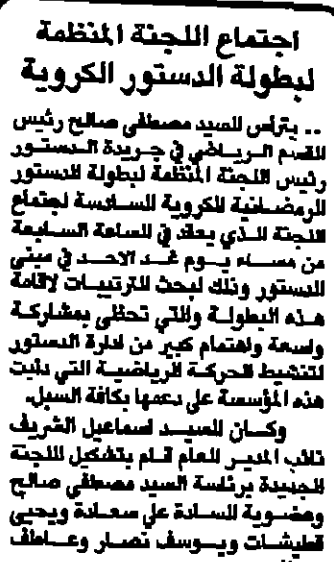 اجتماع اللجنة المنظمة
لبطولة الدستور الكروية
.. يترأس السيد مصطفى صالح رئيس
القسم الرياضي في جريدة الدستور
رئيس اللجنة المنظمة لبطولة الدستور
الرمضانية الكروية السادسة اجتماع
اللجنة الذي يعقد في الساعة السابعة
من مساء يوم غد الاحد في مبنى
الدستور وذلك لبحث الترتيبات لاقامة
هذه البطولة والتي تحظى بمشاركة
واسعة واهتمام كبير من ادارة الدستور
لتنشيط الحركة الرياضية التي دابت
هذه المؤسسة على دعمها بكافة السبل.
وكان السيد اسماعيل الشريف
نائب المدير العام قام بتشكيل اللجنة
الجديدة برئاسة السيد مصطفى صالح
وعضوية السادة علي سعادة ويحيى
قطيشات ويوسف نصار وعاطف